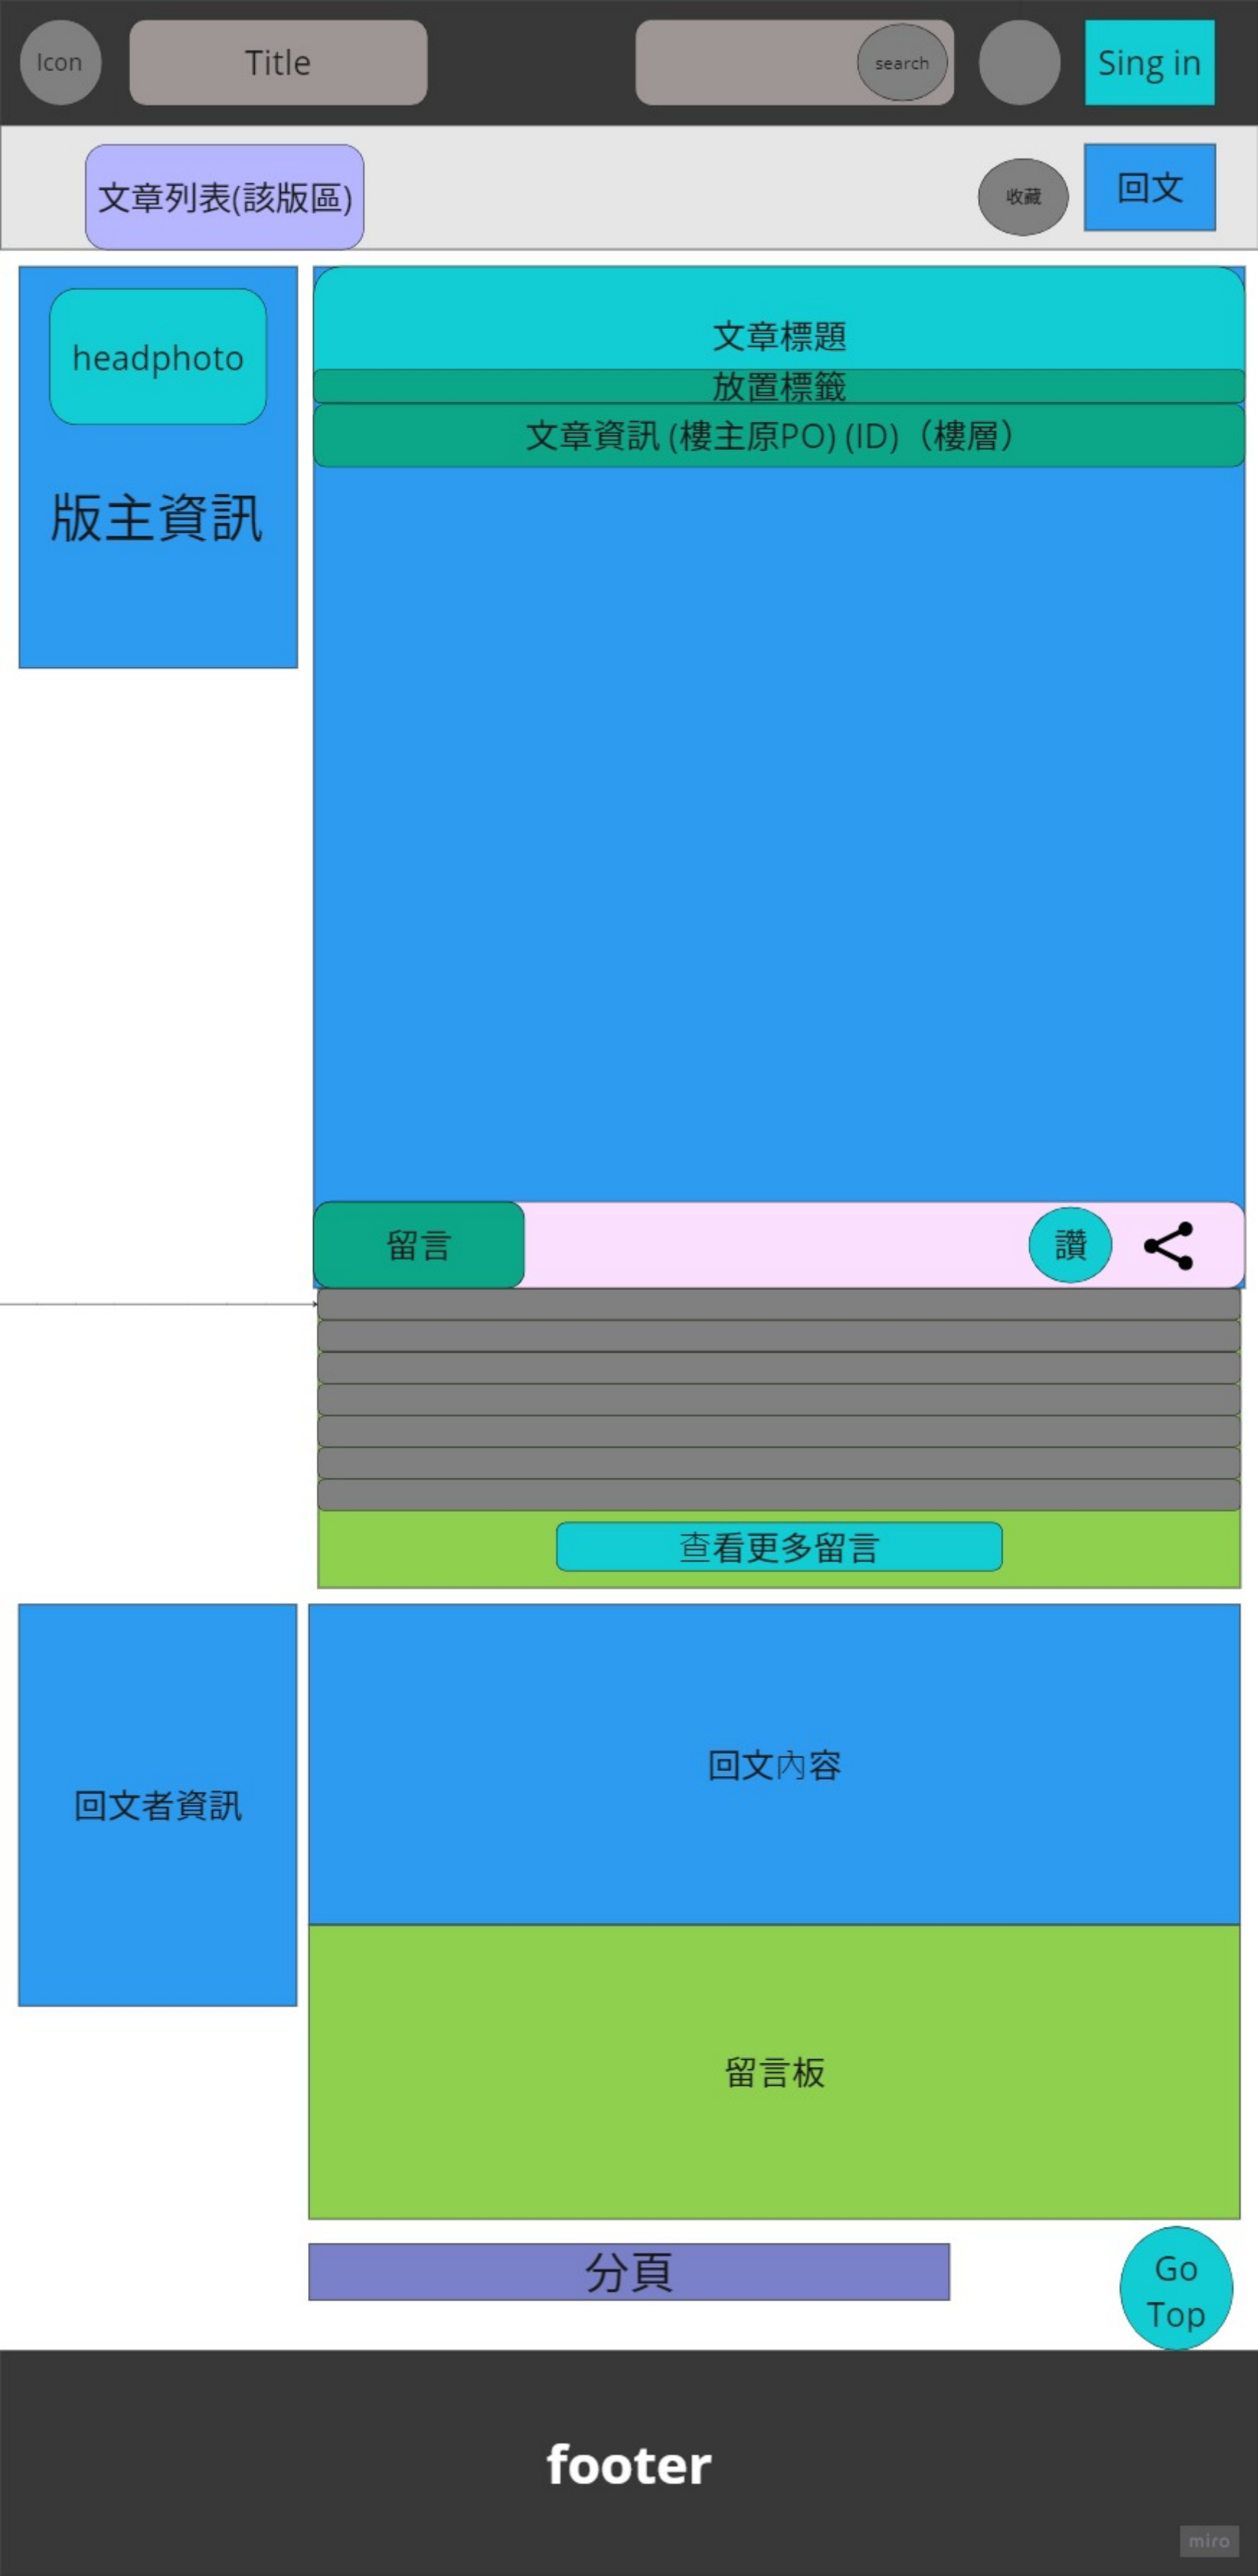 Icon
Title
search
Sing in
文章列表(該版區)
收藏
回文
headphoto
版主資訊
文章標題
放置標籤
文章資訊 (樓主原PO) (ID)（樓層）
留言
讚
查看更多留言
回文者資訊
回文內容
留言板
分頁
Go
Top
footer
miro